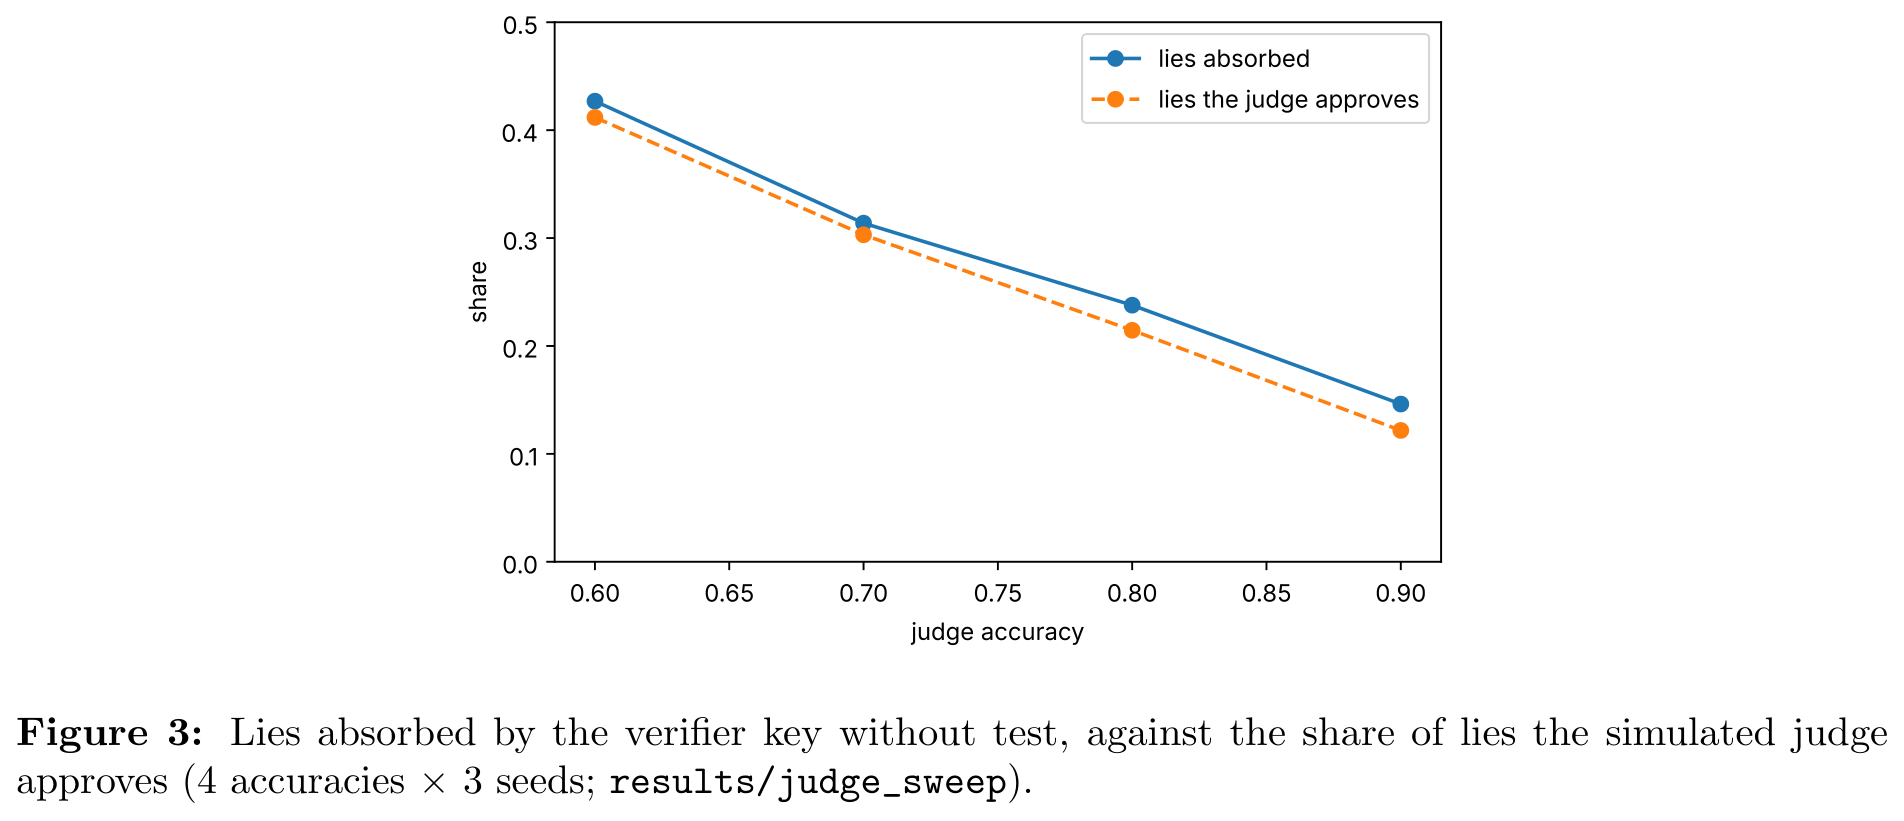 0.5
0.4
0.3
0.2
0.1
0.0
share
lies absorbed
lies the judge approves
0.60 0.65 0.70 0.75 0.80 0.85 0.90
judge accuracy
Figure 3: Lies absorbed by the verifier key without test, against the share of lies the simulated judge
approves (4 accuracies × 3 seeds; results/judge_sweep).